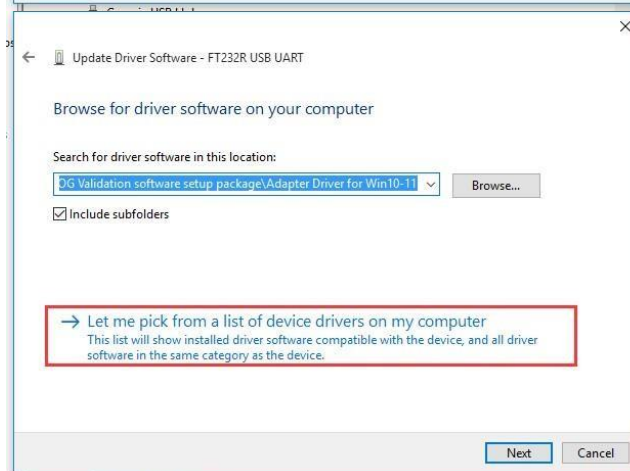 Update Driver Software - FT232R USB UART
Browse for driver software on your computer
Search for driver software in this location:
OG Validation software setup package\Adapter Driver for Win10-11
Browse...
Include subfolders
Let me pick from a list of device drivers on my computer
This list will show installed driver software compatible with the device, and all driver
software in the same category as the device.
Next
Cancel